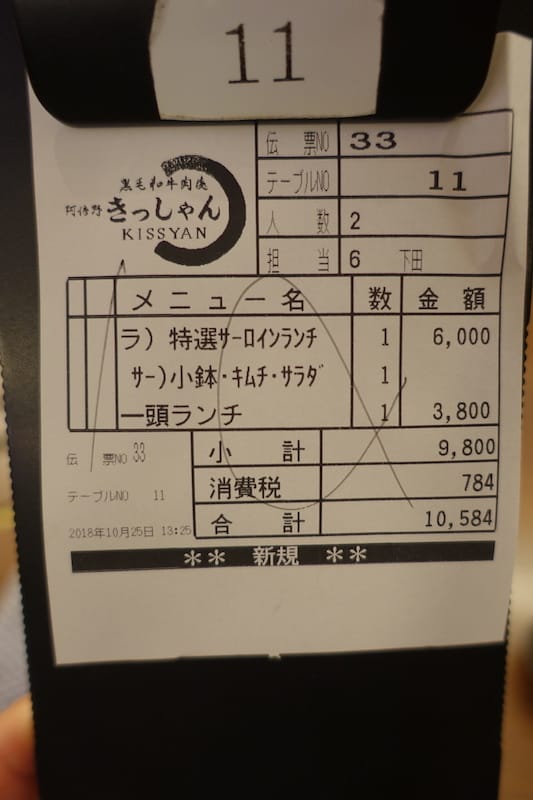 11
伝票NO 33
テーブルNO 11
人数 2
担当 6 下田
黒毛和牛肉燒
阿倍野 きっしゃん
KISSYAN
メニュー名 数 金額
ラ) 特選ｻｰﾛｲﾝランチ 1 6,000
ｻｰ)小鉢・ｷﾑﾁ・ｻﾗﾀﾞ 1
一頭ランチ 1 3,800
小計 9,800
消費税 784
合計 10,584
伝票NO 33
テーブルNO 11
2018年10月25日 13:25
** 新規 **